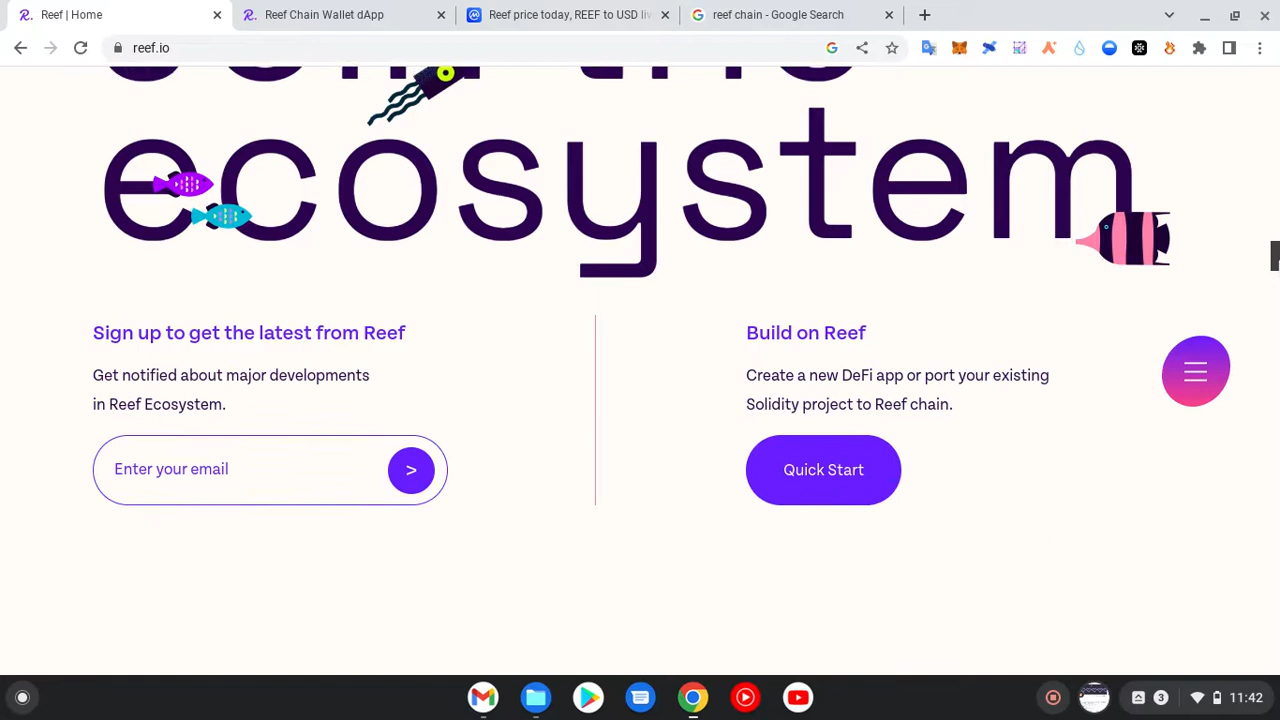 Reef | Home
Reef Chain Wallet dApp
Reef price today, REEF to USD liv
reef chain - Google Search
reef.io
ecosystem
Sign up to get the latest from Reef
Get notified about major developments
in Reef Ecosystem.
Enter your email
>
Build on Reef
Create a new DeFi app or port your existing
Solidity project to Reef chain.
Quick Start
3
11:42